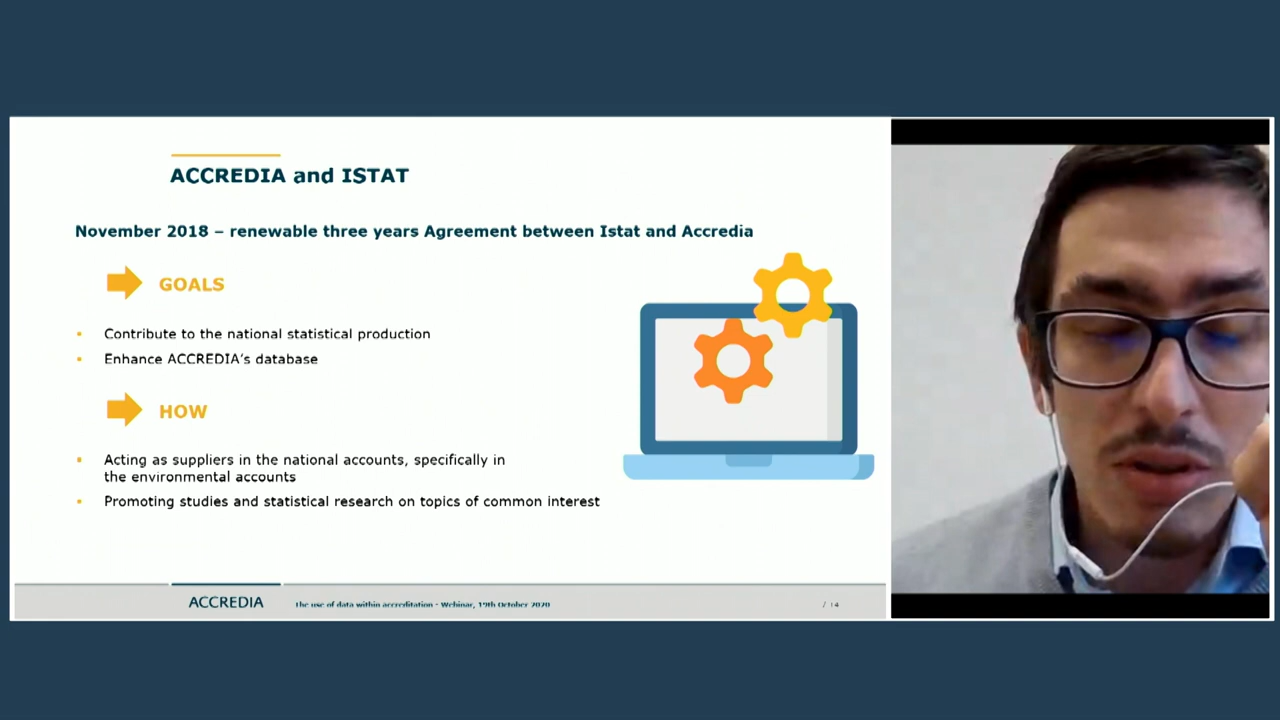 ACCREDIA and ISTAT
November 2018 – renewable three years Agreement between Istat and Accredia
GOALS
Contribute to the national statistical production
Enhance ACCREDIA's database
HOW
Acting as suppliers in the national accounts, specifically in
the environmental accounts
Promoting studies and statistical research on topics of common interest
ACCREDIA
The use of data within accreditation - Webinar, 19th October 2020
/ 14